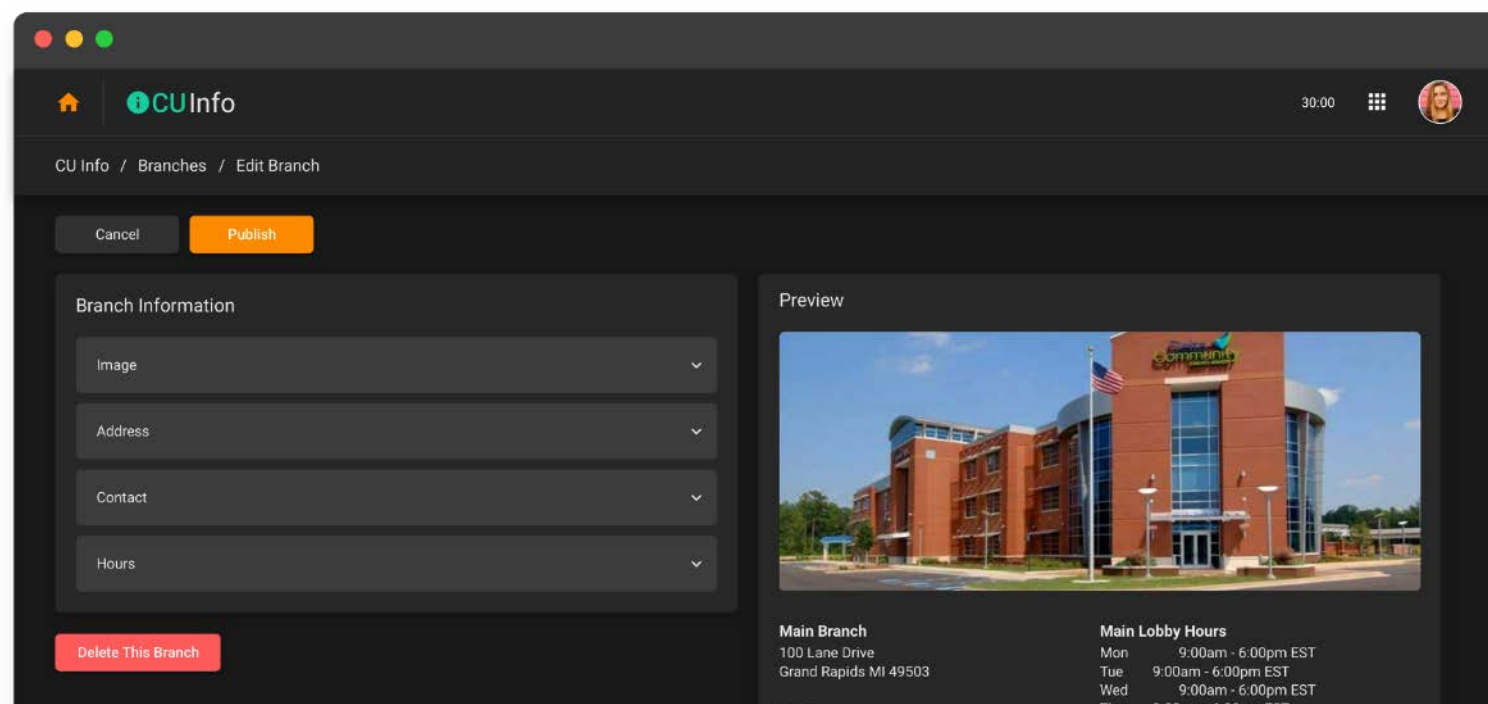 CUInfo
30:00
CU Info / Branches / Edit Branch
Cancel
Publish
Branch Information
Image
Address
Contact
Hours
Delete This Branch
Preview
Community
Main Branch
100 Lane Drive
Grand Rapids MI 49503
Main Lobby Hours
Mon 9:00am - 6:00pm EST
Tue 9:00am - 6:00pm EST
Wed 9:00am - 6:00pm EST